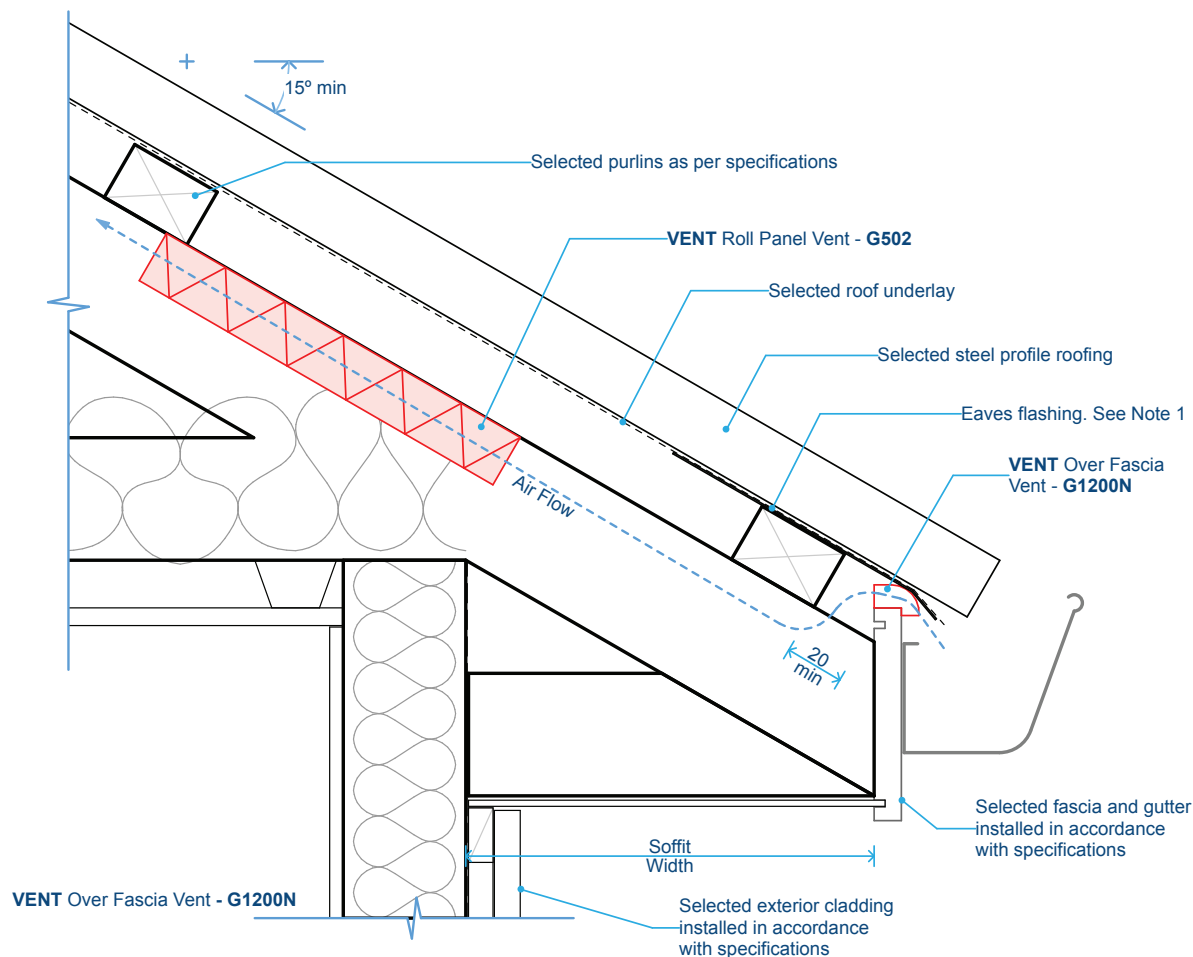 15º min
Selected purlins as per specifications
VENT Roll Panel Vent - G502
Selected roof underlay
Selected steel profile roofing
Eaves flashing. See Note 1
VENT Over Fascia
Vent - G1200N
Air Flow
20
min
Selected fascia and gutter
installed in accordance
with specifications
Soffit
Width
VENT Over Fascia Vent - G1200N
Selected exterior cladding
installed in accordance
with specifications